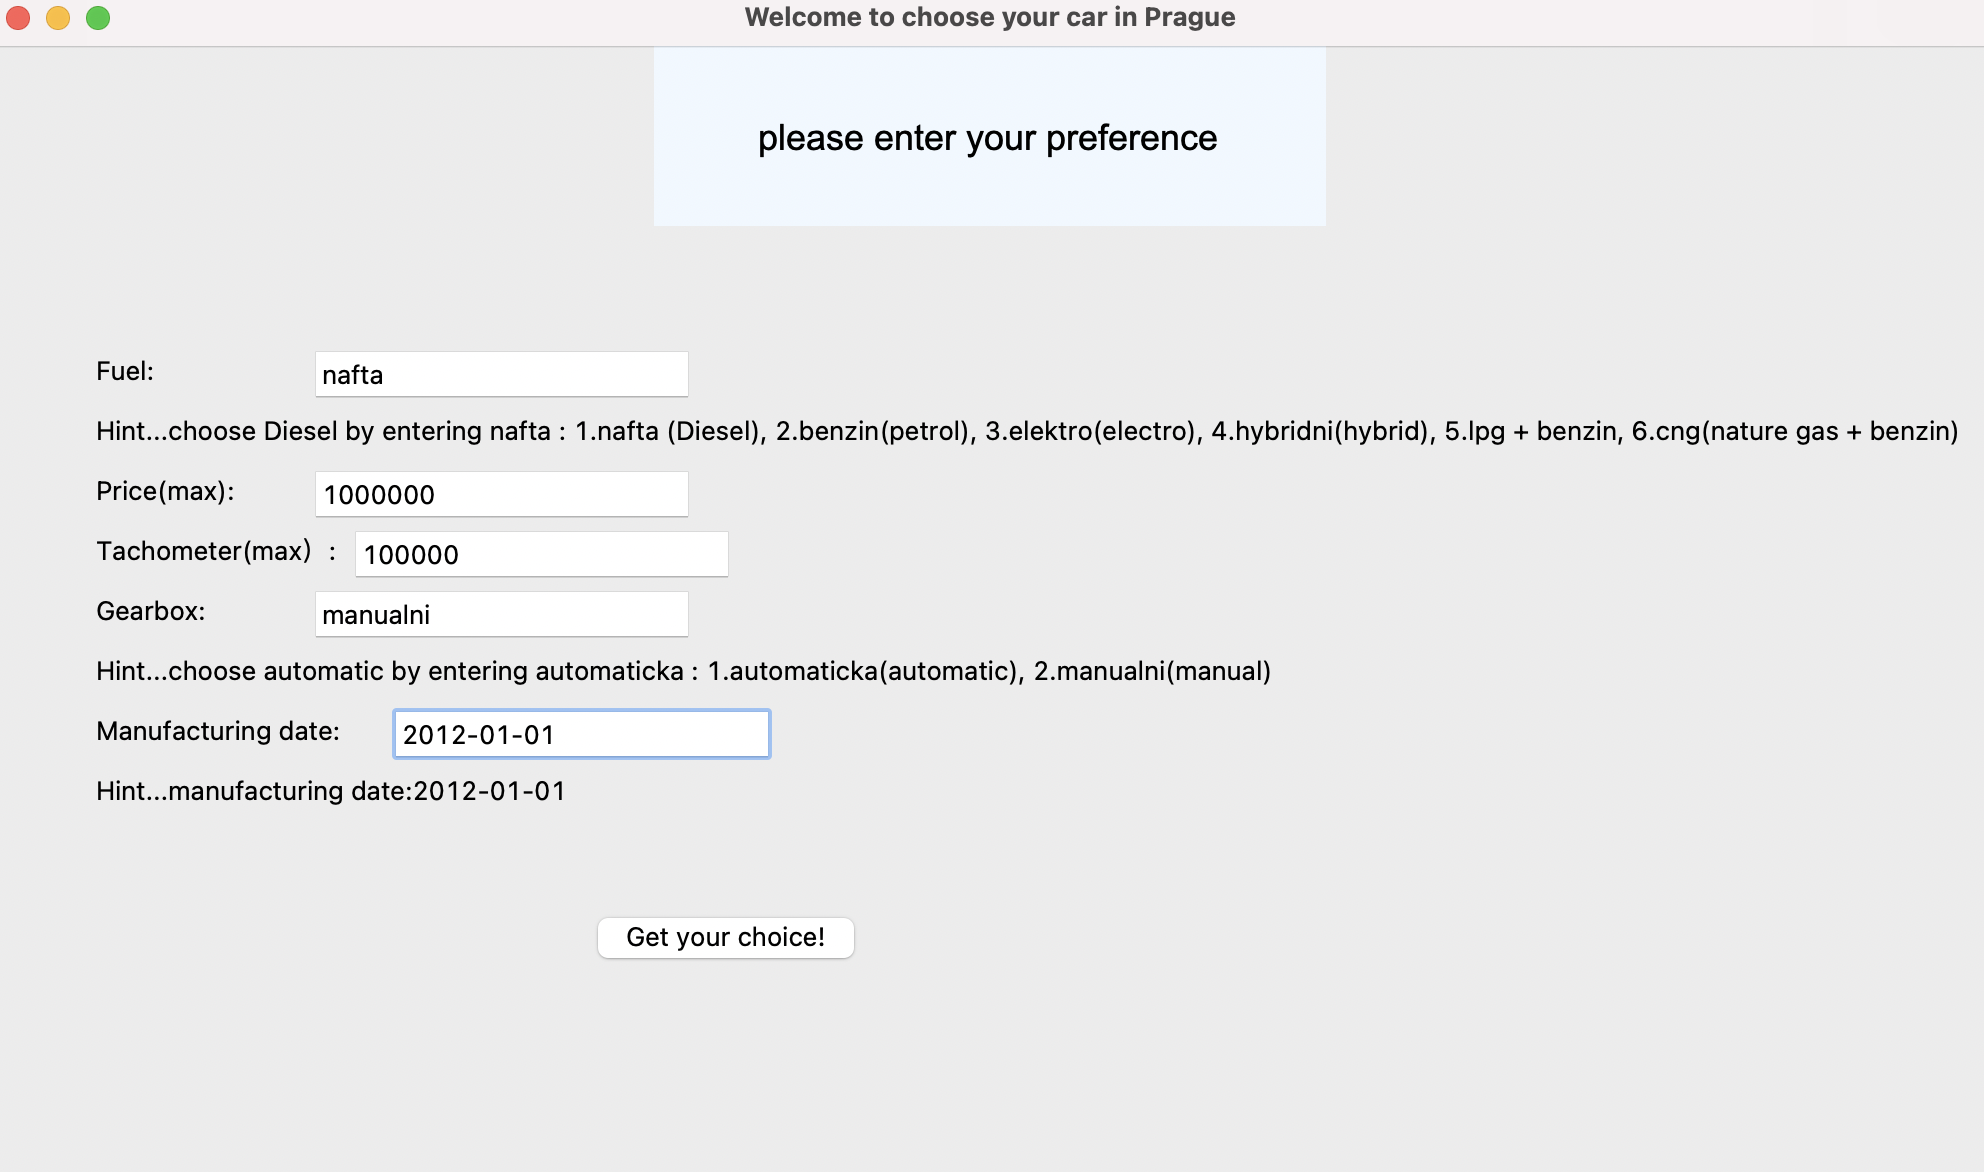 Welcome to choose your car in Prague
please enter your preference
Fuel: nafta
Hint...choose Diesel by entering nafta : 1.nafta (Diesel), 2.benzin(petrol), 3.elektro(electro), 4.hybridni(hybrid), 5.lpg + benzin, 6.cng(nature gas + benzin)
Price(max): 1000000
Tachometer(max) : 100000
Gearbox: manualni
Hint...choose automatic by entering automaticka : 1.automaticka(automatic), 2.manualni(manual)
Manufacturing date: 2012-01-01
Hint...manufacturing date:2012-01-01
Get your choice!